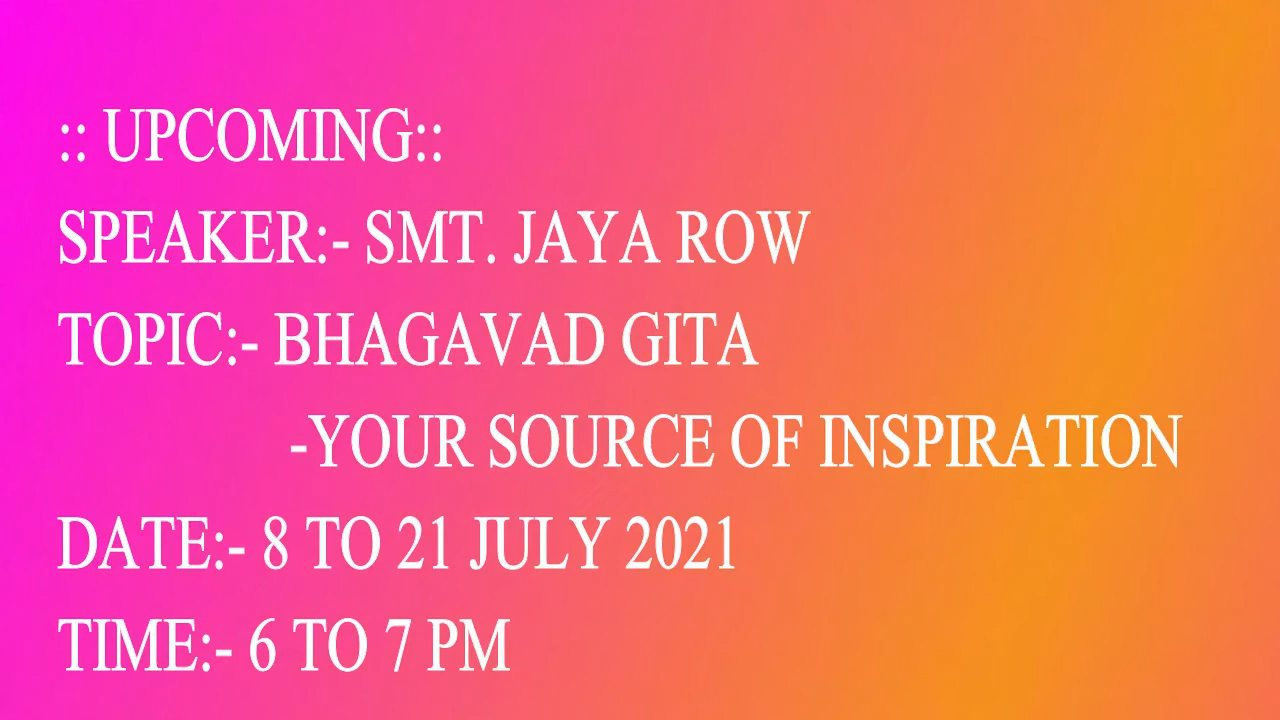 :: UPCOMING::
SPEAKER:- SMT. JAYA ROW
TOPIC:- BHAGAVAD GITA
-YOUR SOURCE OF INSPIRATION
DATE:- 8 TO 21 JULY 2021
TIME:- 6 TO 7 PM